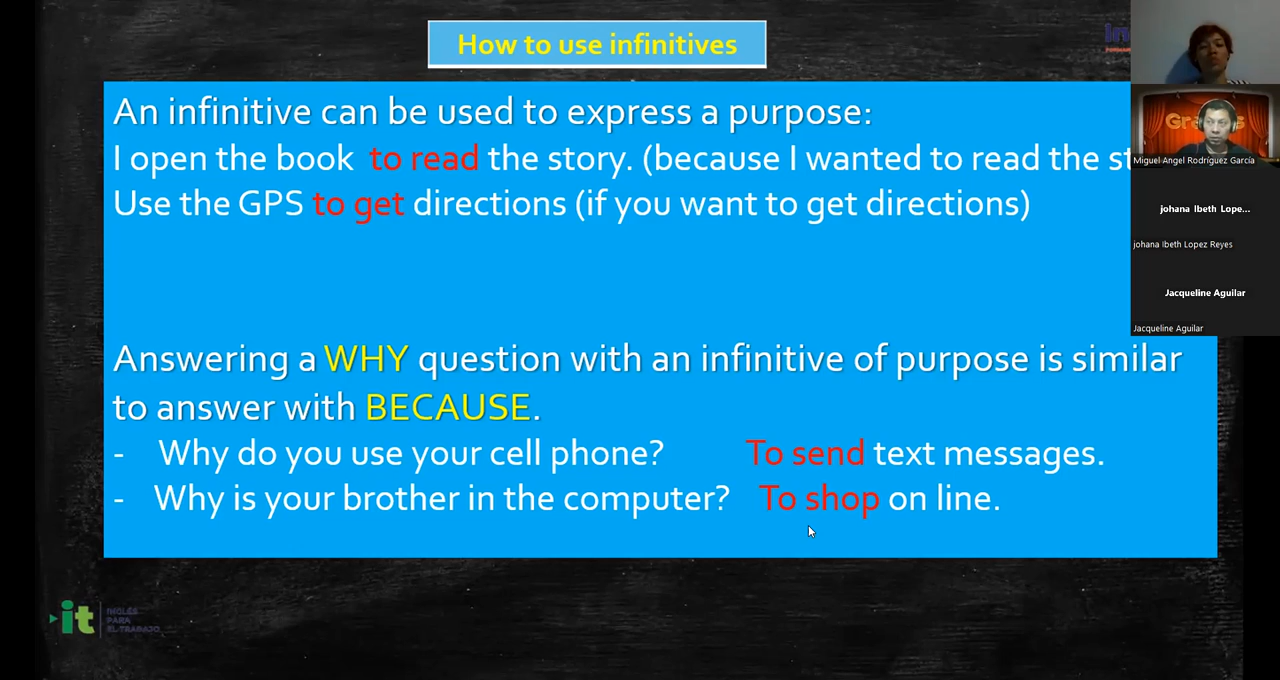 How to use infinitives
An infinitive can be used to express a purpose:
I open the book to read the story. (because I wanted to read the st
Use the GPS to get directions (if you want to get directions)
Answering a WHY question with an infinitive of purpose is similar
to answer with BECAUSE.
- Why do you use your cell phone? To send text messages.
- Why is your brother in the computer? To shop on line.
Miguel Angel Rodríguez García
johana Ibeth Lope...
johana Ibeth Lopez Reyes
Jacqueline Aguilar
Jacqueline Aguilar
it
INGLÉS
PARA
EL TRABAJO